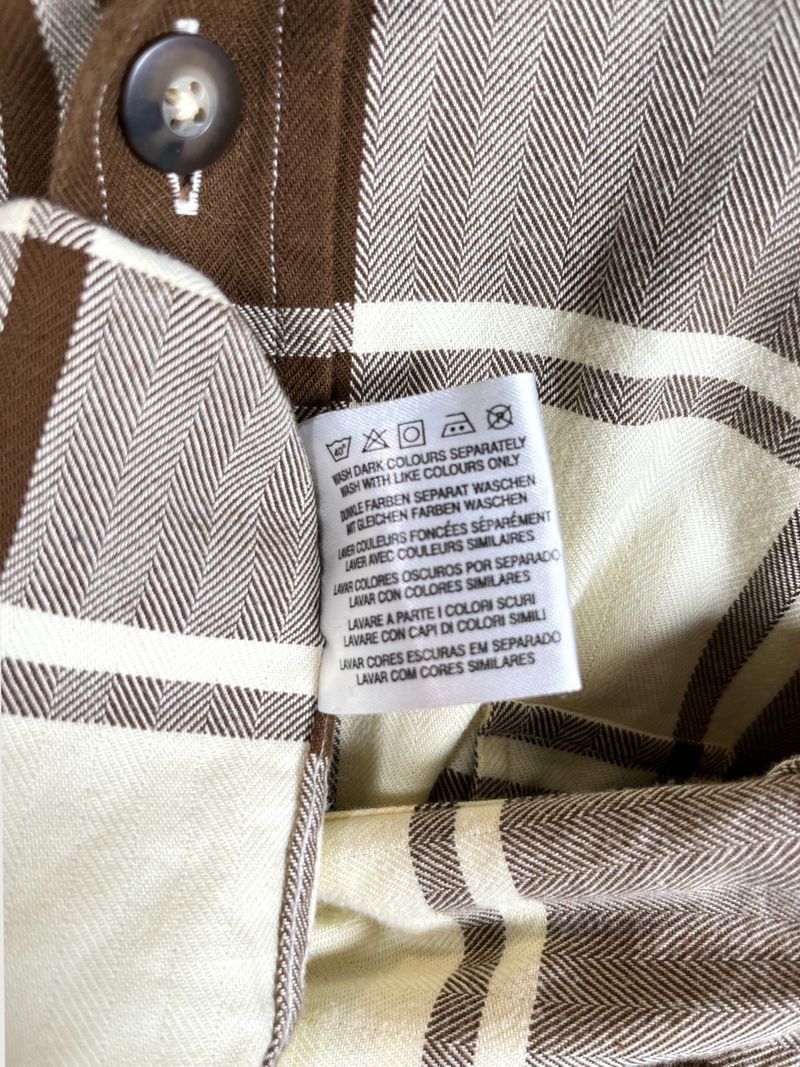 40°
WASH DARK COLOURS SEPARATELY
WASH WITH LIKE COLOURS ONLY
DUNKLE FARBEN SEPARAT WASCHEN
MIT GLEICHEN FARBEN WASCHEN
LAVER COULEURS FONCÉES SÉPARÉMENT
LAVER AVEC COULEURS SIMILAIRES
LAVAR COLORES OSCUROS POR SEPARADO
LAVAR CON COLORES SIMILARES
LAVARE A PARTE I COLORI SCURI
LAVARE CON CAPI DI COLORI SIMILI
LAVAR CORES ESCURAS EM SEPARADO
LAVAR COM CORES SIMILARES